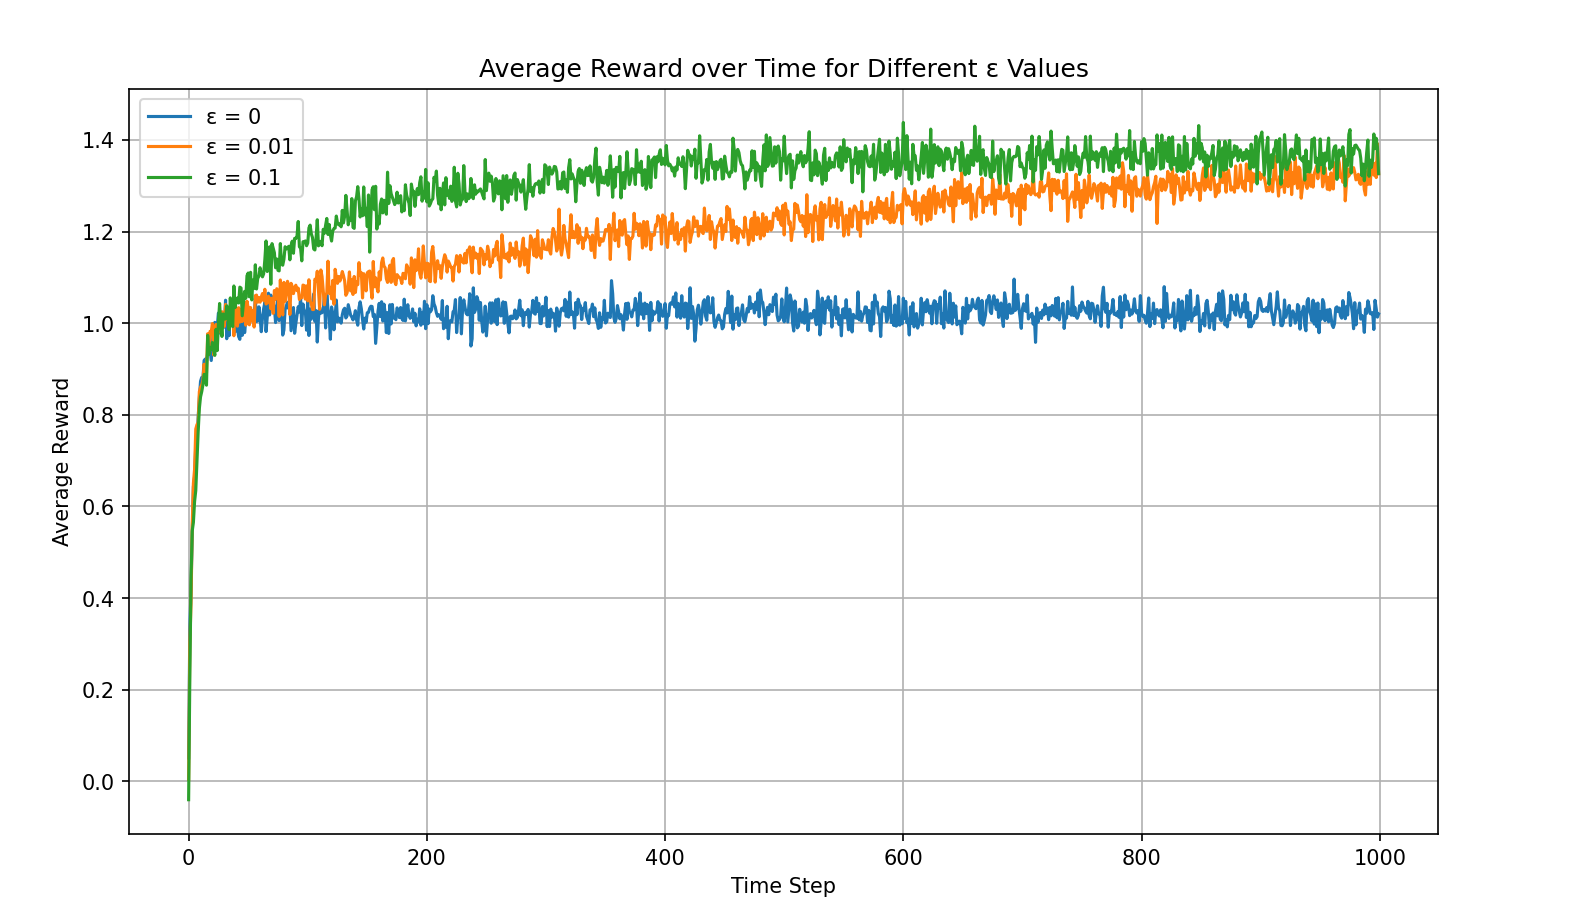 Average Reward over Time for Different ε Values
ε = 0
ε = 0.01
ε = 0.1
1.4
1.2
1.0
0.8
0.6
0.4
0.2
0.0
Average Reward
0 200 400 600 800 1000
Time Step